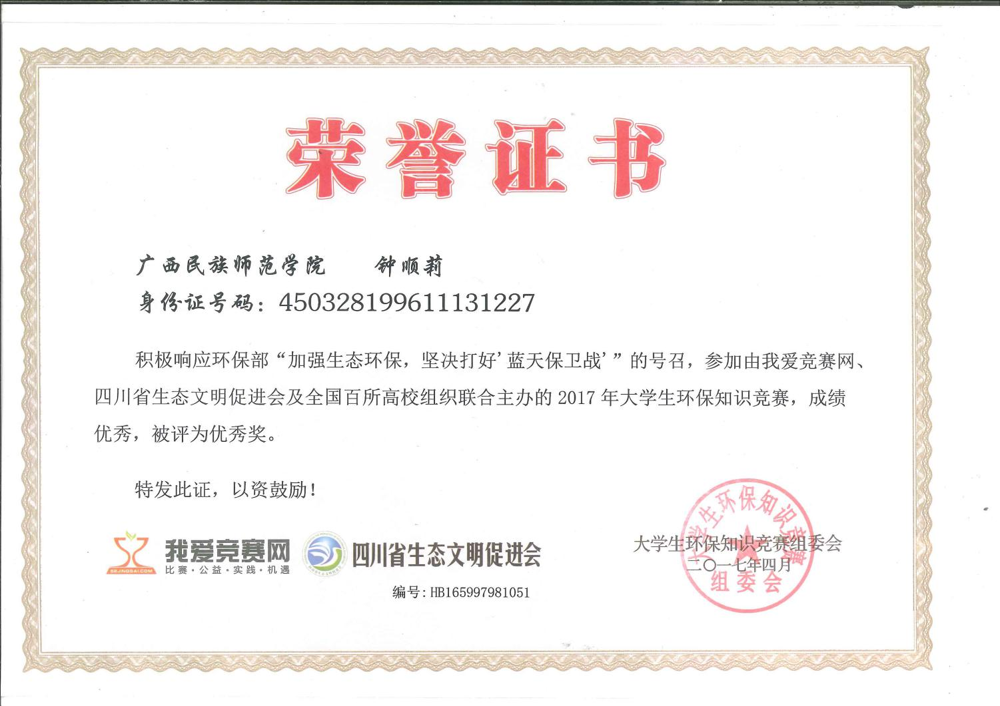 荣誉证书
广西民族师范学院 钟顺莉
身份证号码：450328199611131227
积极响应环保部“加强生态环保，坚决打好'蓝天保卫战'”的号召，参加由我爱竞赛网、
四川省生态文明促进会及全国百所高校组织联合主办的 2017 年大学生环保知识竞赛，成绩
优秀，被评为优秀奖。
特发此证，以资鼓励！
52JINGSAI.COM
我爱竞赛网
比赛·公益·实践·机遇
四川省生态文明促进会
编号:HB165997981051
大学生环保知识竞赛组委会
二〇一七年四月
大学生环保知识竞赛
组委会